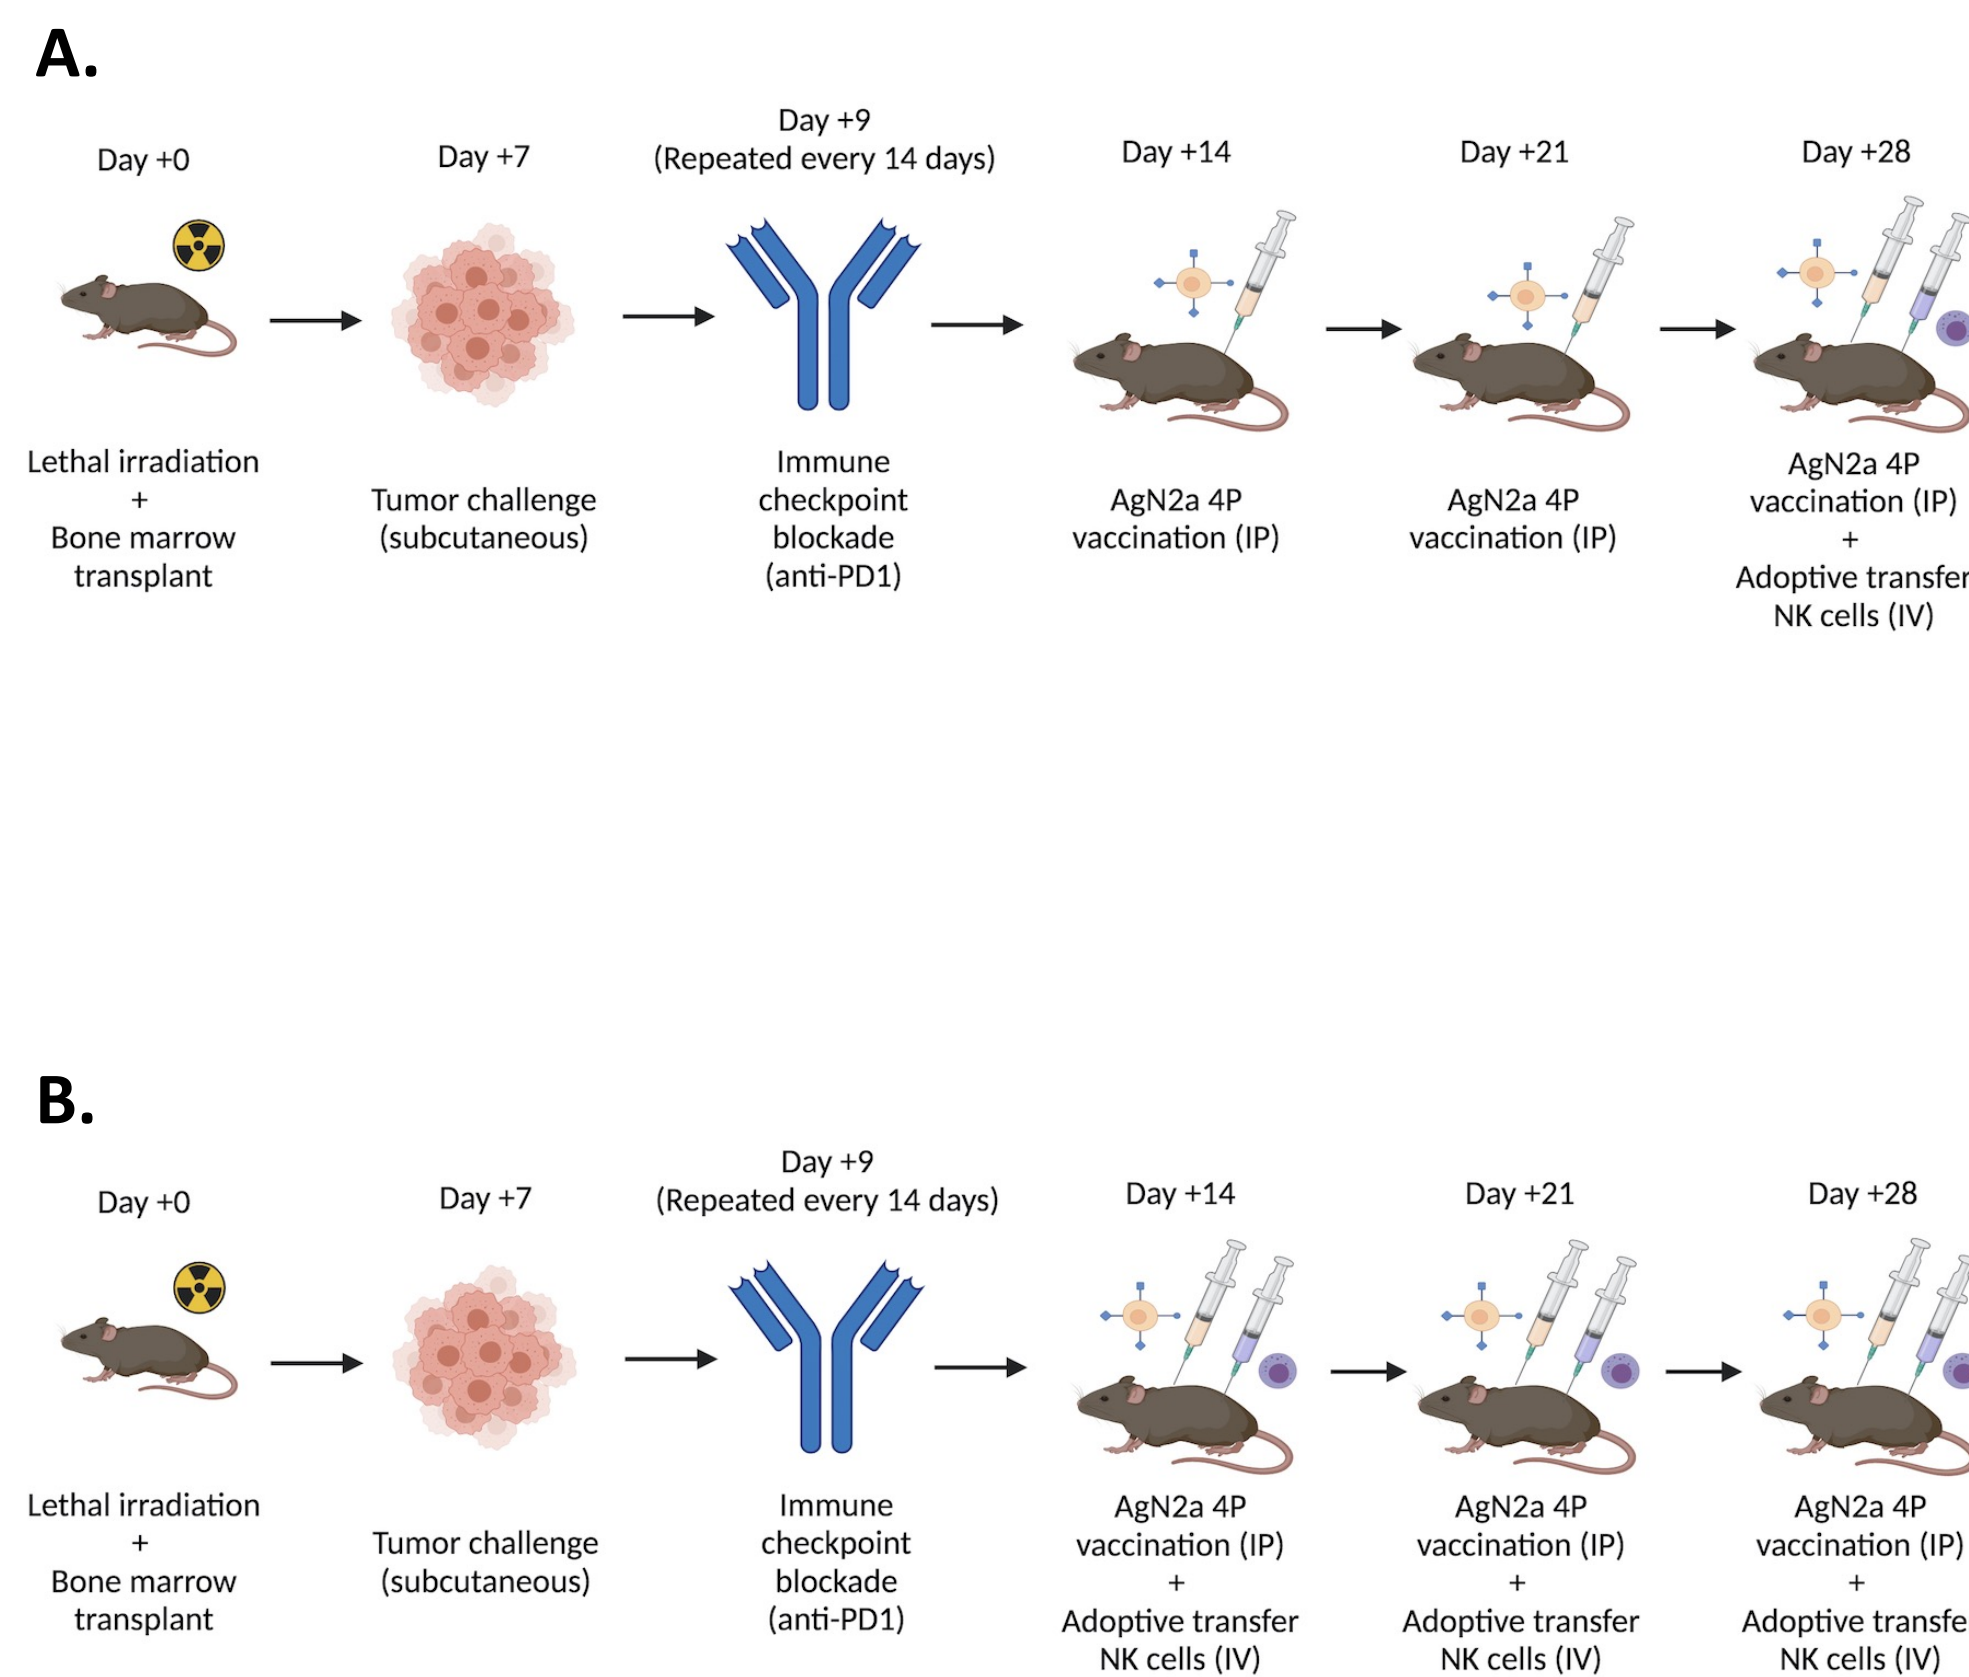 A.
Day +0
Day +7
Day +9
(Repeated every 14 days)
Day +14
Day +21
Day +28
Lethal irradiation
+
Bone marrow
transplant
Tumor challenge
(subcutaneous)
Immune
checkpoint
blockade
(anti-PD1)
AgN2a 4P
vaccination (IP)
AgN2a 4P
vaccination (IP)
AgN2a 4P
vaccination (IP)
+
Adoptive transfer
NK cells (IV)
B.
Day +0
Day +7
Day +9
(Repeated every 14 days)
Day +14
Day +21
Day +28
Lethal irradiation
+
Bone marrow
transplant
Tumor challenge
(subcutaneous)
Immune
checkpoint
blockade
(anti-PD1)
AgN2a 4P
vaccination (IP)
+
Adoptive transfer
NK cells (IV)
AgN2a 4P
vaccination (IP)
+
Adoptive transfer
NK cells (IV)
AgN2a 4P
vaccination (IP)
+
Adoptive transfe
NK cells (IV)